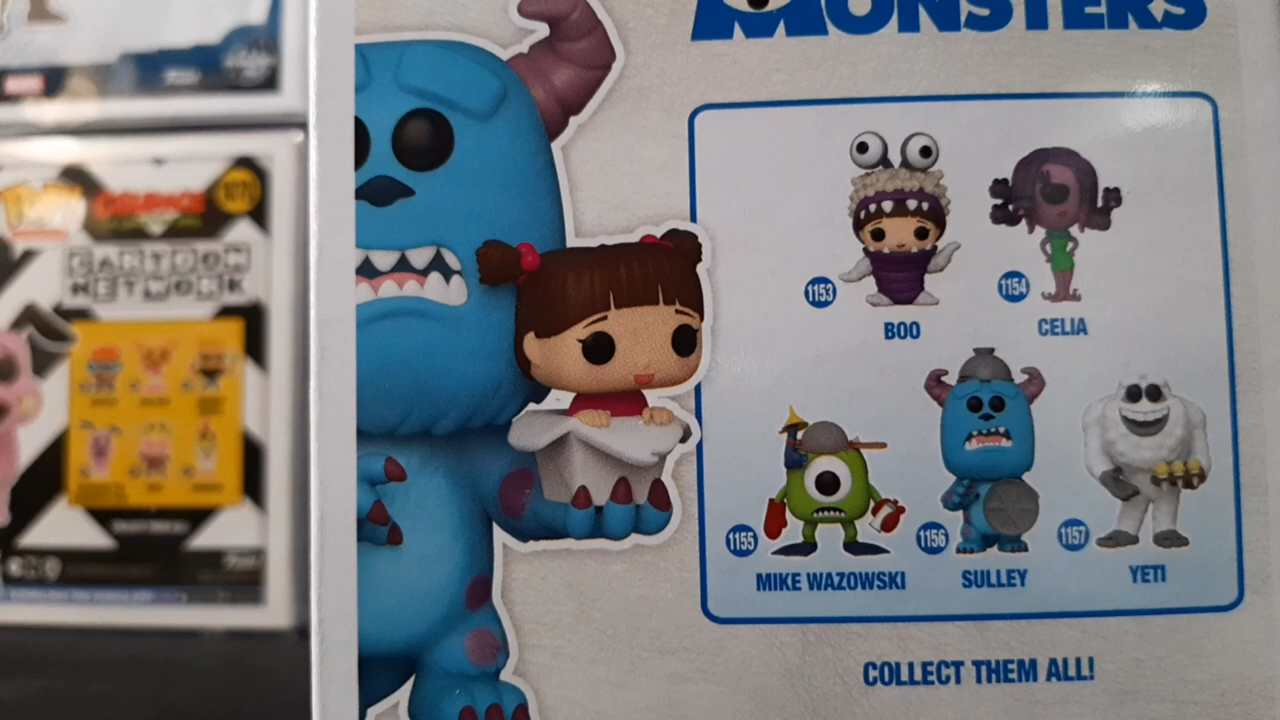 MONSTERS
1153
1154
BOO
CELIA
1155
1156
1157
MIKE WAZOWSKI
SULLEY
YETI
COLLECT THEM ALL!
CARTOON
NETWORK